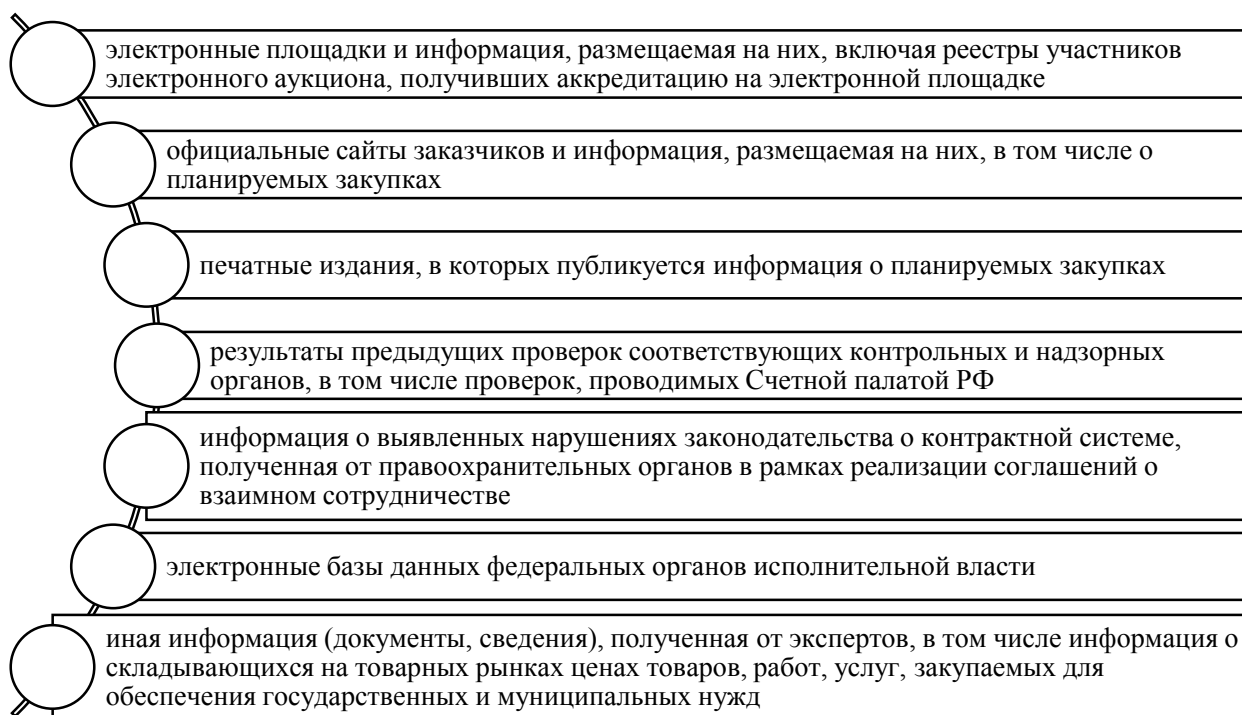 электронные площадки и информация, размещаемая на них, включая реестры участников
электронного аукциона, получивших аккредитацию на электронной площадке
официальные сайты заказчиков и информация, размещаемая на них, в том числе о
планируемых закупках
печатные издания, в которых публикуется информация о планируемых закупках
результаты предыдущих проверок соответствующих контрольных и надзорных
органов, в том числе проверок, проводимых Счетной палатой РФ
информация о выявленных нарушениях законодательства о контрактной системе,
полученная от правоохранительных органов в рамках реализации соглашений о
взаимном сотрудничестве
электронные базы данных федеральных органов исполнительной власти
иная информация (документы, сведения), полученная от экспертов, в том числе информация о
складывающихся на товарных рынках ценах товаров, работ, услуг, закупаемых для
обеспечения государственных и муниципальных нужд